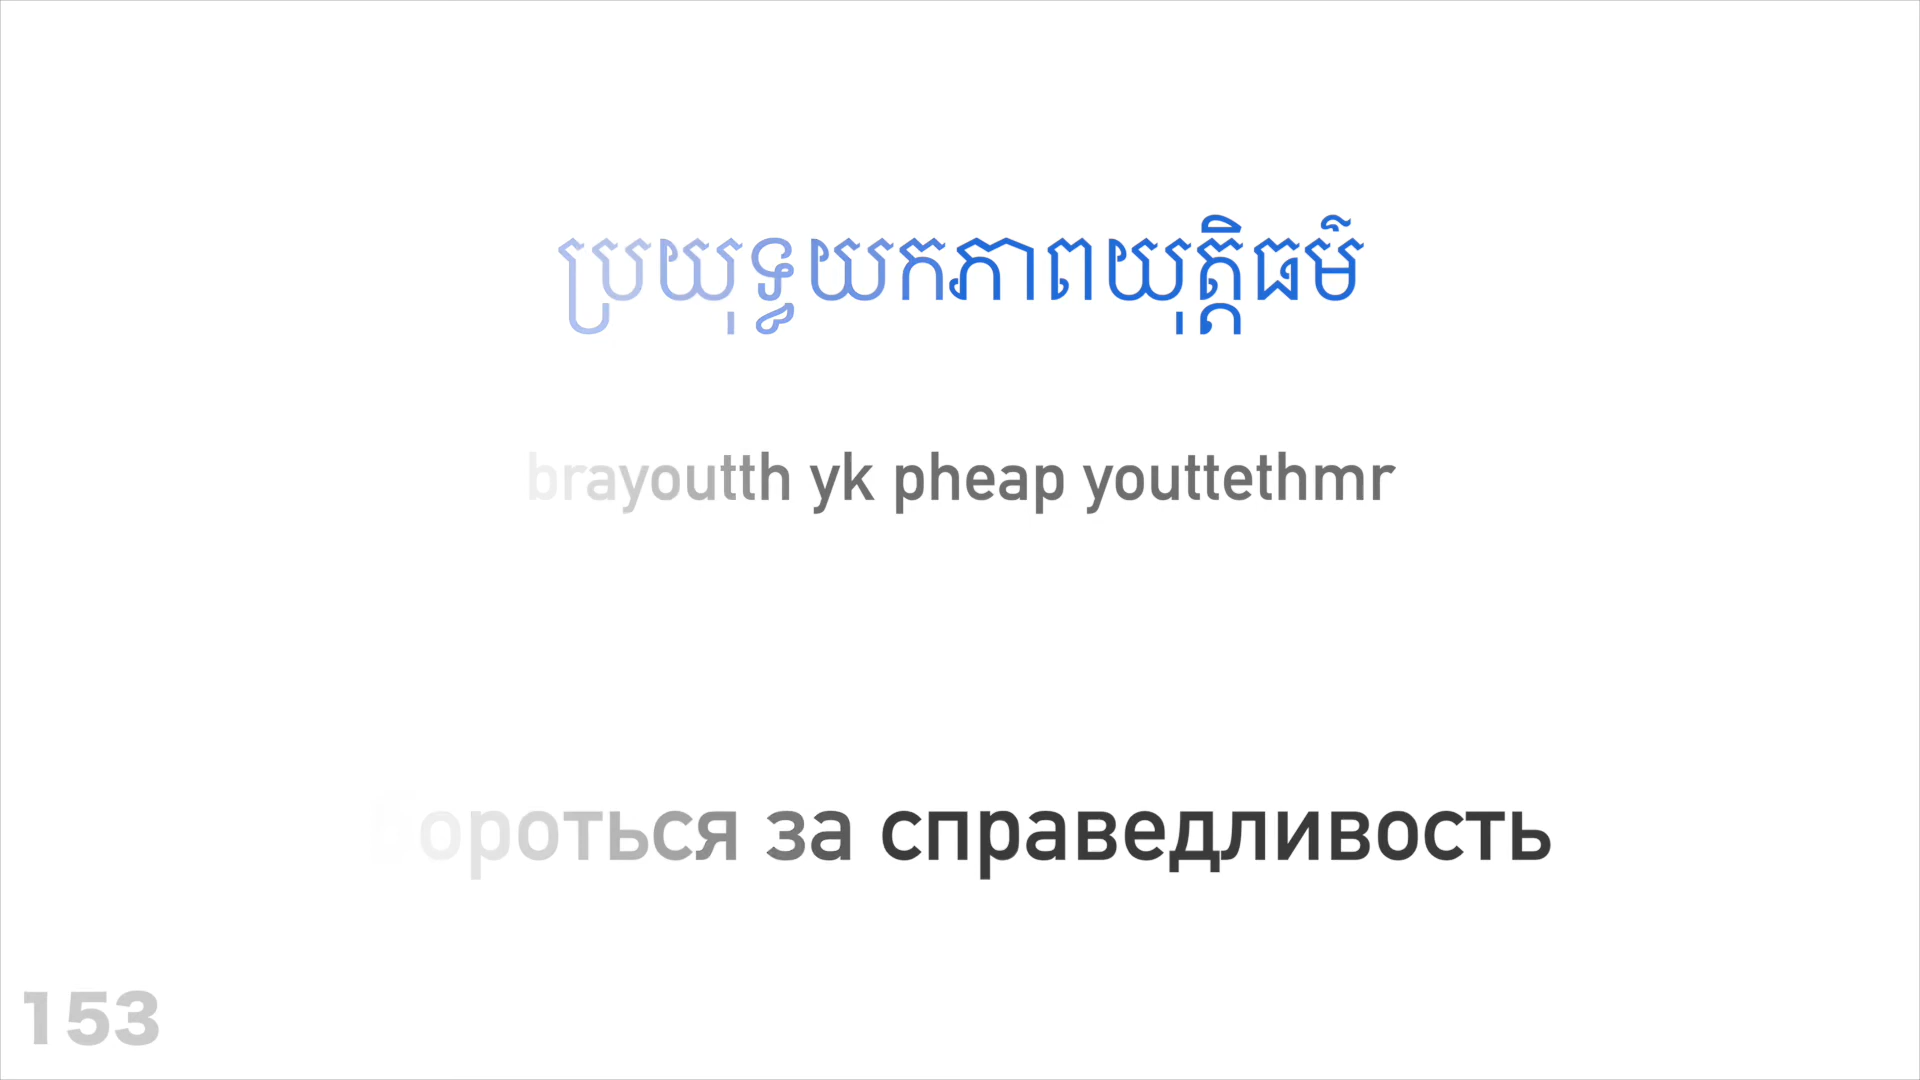 ប្រយុទ្ធយកភាពយុត្តិធម៌
brayoutth yk pheap youttethmr
бороться за справедливость
153